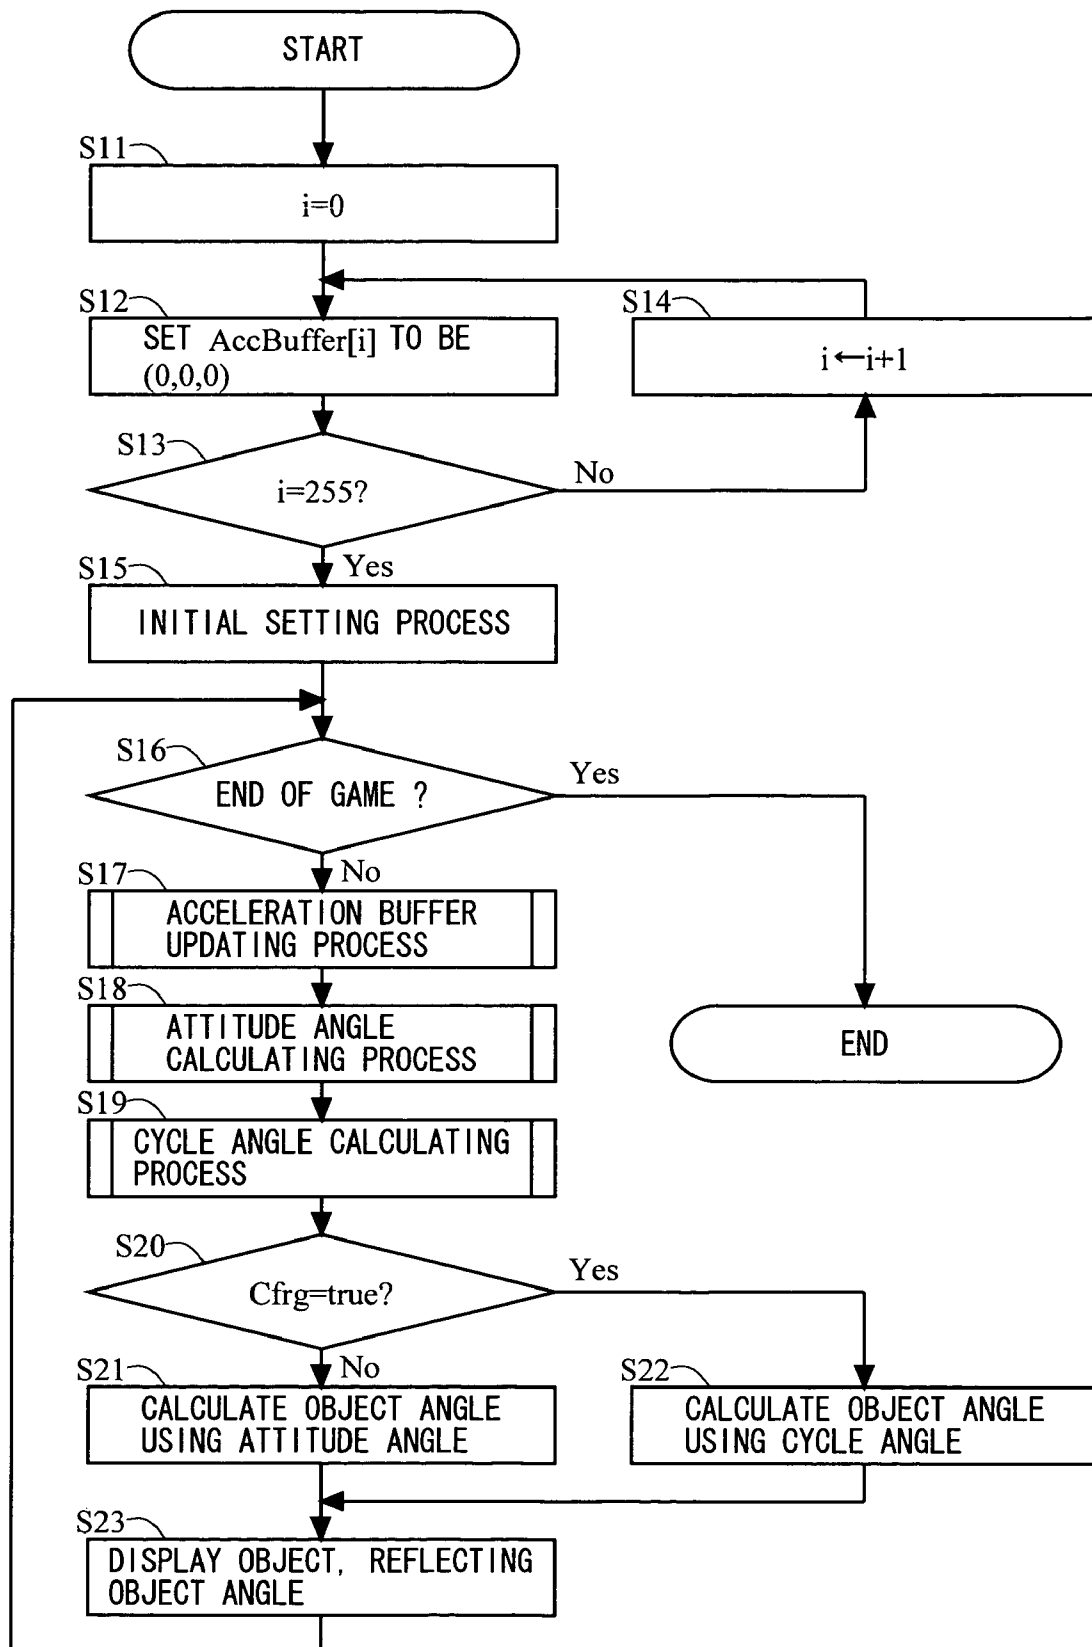 START
S11
i=0
S12
SET AccBuffer[i] TO BE
(0,0,0)
S14
i←i+1
S13
i=255?
No
Yes
S15
INITIAL SETTING PROCESS
S16
END OF GAME ?
Yes
No
S17
ACCELERATION BUFFER
UPDATING PROCESS
S18
ATTITUDE ANGLE
CALCULATING PROCESS
END
S19
CYCLE ANGLE CALCULATING
PROCESS
S20
Cfrg=true?
Yes
No
S21
CALCULATE OBJECT ANGLE
USING ATTITUDE ANGLE
S22
CALCULATE OBJECT ANGLE
USING CYCLE ANGLE
S23
DISPLAY OBJECT, REFLECTING
OBJECT ANGLE